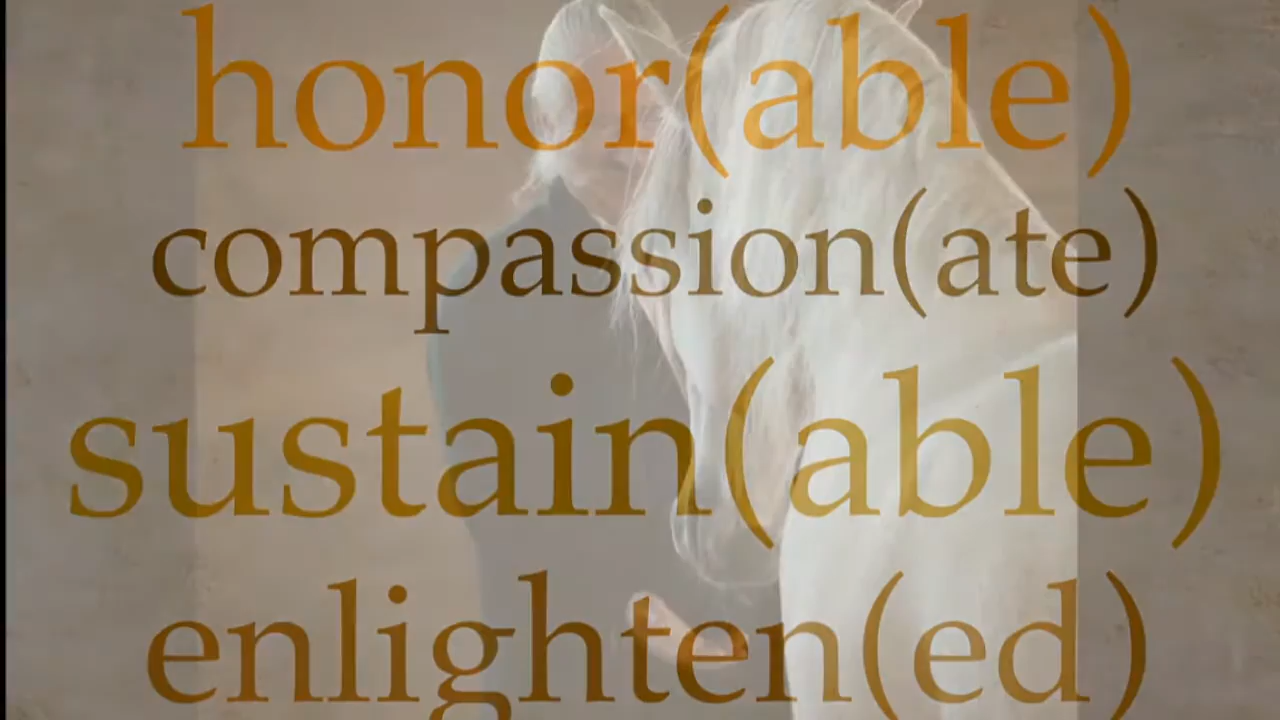 honor(able)
compassion(ate)
sustain(able)
enlighten(ed)